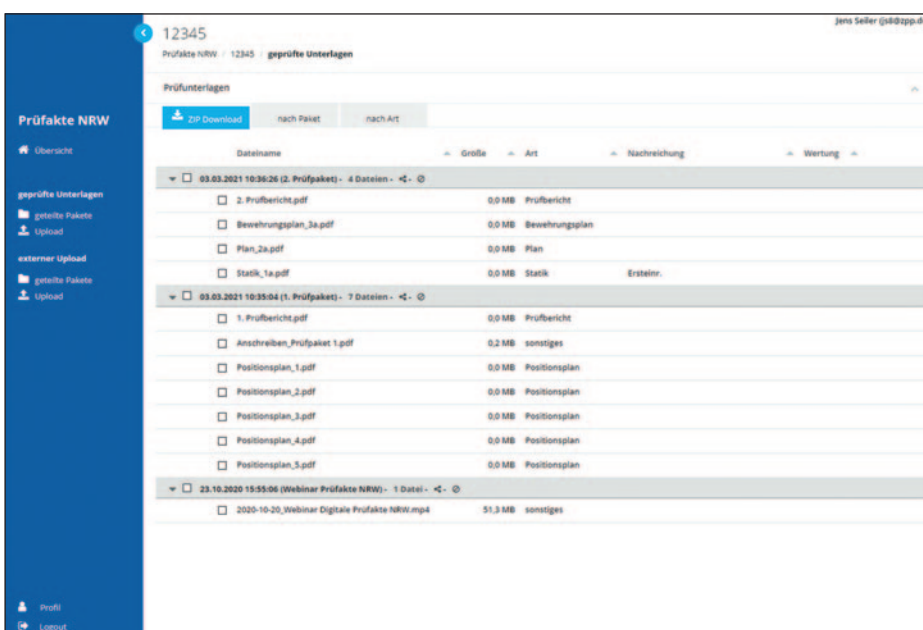 Jens Seiler (js@zpp.d
12345
Prüfakte NRW / 12345 / geprüfte Unterlagen
Prüfunterlagen
ZIP Download nach Paket nach Art
Dateiname Größe Art Nachreichung Wertung
03.03.2021 10:36:26 (2. Prüfpaket) - 4 Dateien -
2. Prüfbericht.pdf 0,0 MB Prüfbericht
Bewehrungsplan_3a.pdf 0,0 MB Bewehrungsplan
Plan_2a.pdf 0,0 MB Plan
Statik_1a.pdf 0,0 MB Statik Ersteinr.
03.03.2021 10:35:04 (1. Prüfpaket) - 7 Dateien -
1. Prüfbericht.pdf 0,0 MB Prüfbericht
Anschreiben_Prüfpaket 1.pdf 0,2 MB sonstiges
Positionsplan_1.pdf 0,0 MB Positionsplan
Positionsplan_2.pdf 0,0 MB Positionsplan
Positionsplan_3.pdf 0,0 MB Positionsplan
Positionsplan_4.pdf 0,0 MB Positionsplan
Positionsplan_5.pdf 0,0 MB Positionsplan
23.10.2020 15:55:06 (Webinar Prüfakte NRW) - 1 Datei -
2020-10-20_Webinar Digitale Prüfakte NRW.mp4 51,3 MB sonstiges
Prüfakte NRW
Übersicht
geprüfte Unterlagen
geteilte Pakete
Upload
externer Upload
geteilte Pakete
Upload
Profil
Logout